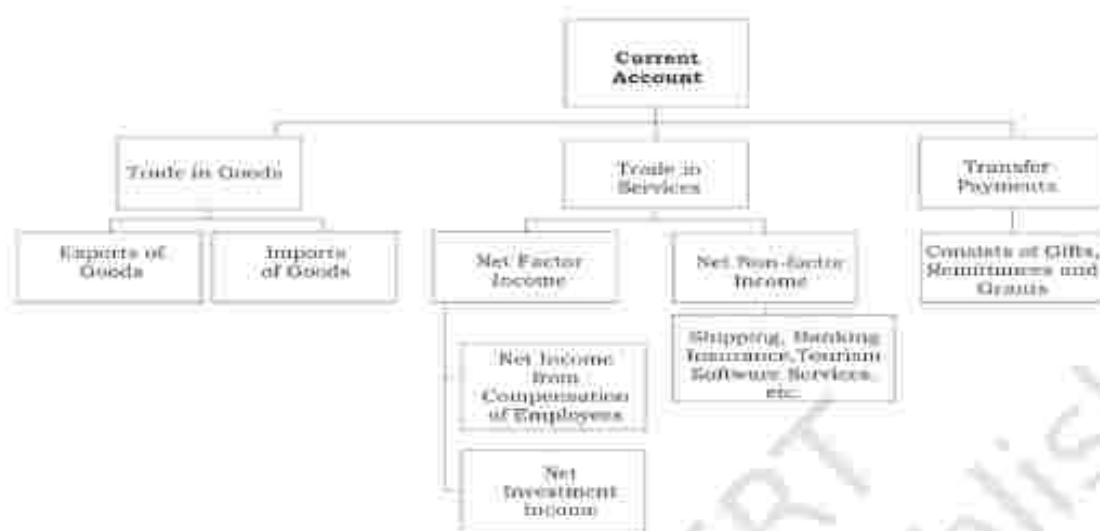 Current
Account
Trade in Goods
Trade in
Services
Transfer
Payments
Exports of
Goods
Imports
of Goods
Net Factor
Income
Net Non-factor
Income
Consists of Gifts,
Remittances and
Grants
Shipping, Banking
Insurance,Tourism
Software Services,
etc.
Net Income
from
Compensation
of Employees
Net
Investment
Income